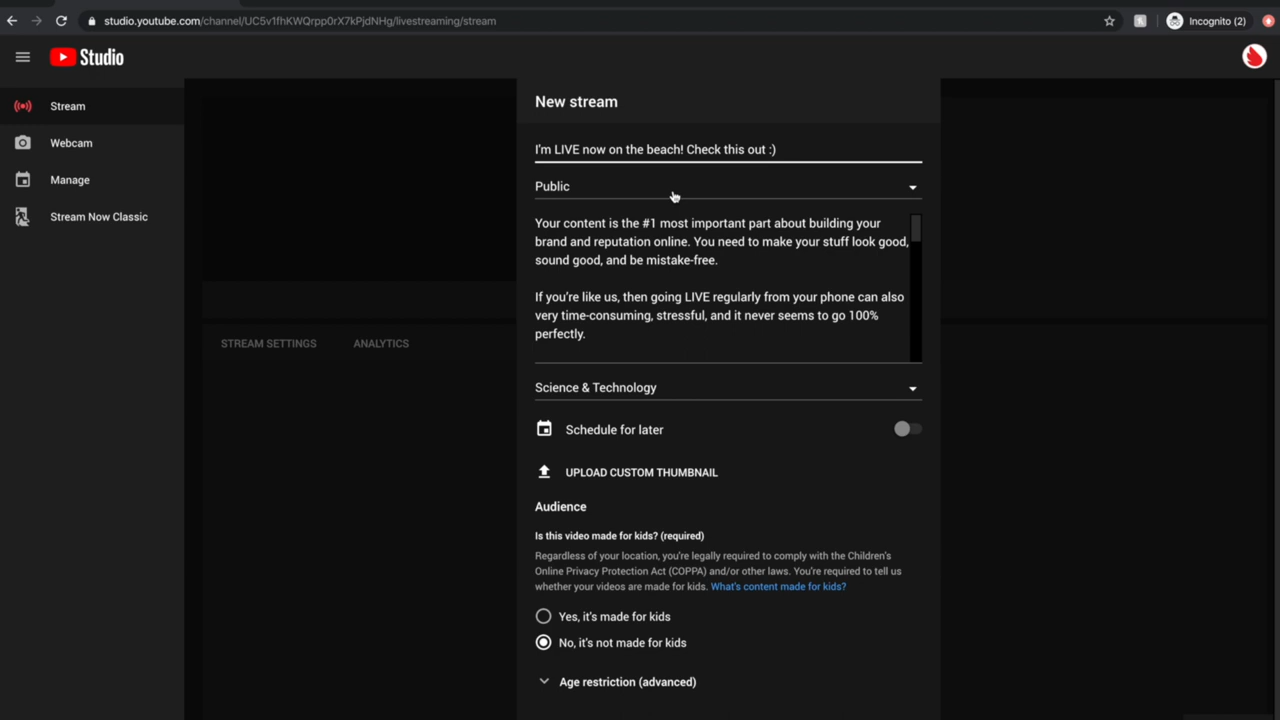 studio.youtube.com/channel/UC5v1fhKWQrpp0rX7kPjdNHg/livestreaming/stream
Incognito (2)
Studio
Stream
Webcam
Manage
Stream Now Classic
New stream
I'm LIVE now on the beach! Check this out :)
Public
Your content is the #1 most important part about building your
brand and reputation online. You need to make your stuff look good,
sound good, and be mistake-free.
If you're like us, then going LIVE regularly from your phone can also
very time-consuming, stressful, and it never seems to go 100%
perfectly.
STREAM SETTINGS
ANALYTICS
Science & Technology
Schedule for later
UPLOAD CUSTOM THUMBNAIL
Audience
Is this video made for kids? (required)
Regardless of your location, you're legally required to comply with the Children's
Online Privacy Protection Act (COPPA) and/or other laws. You're required to tell us
whether your videos are made for kids. What's content made for kids?
Yes, it's made for kids
No, it's not made for kids
Age restriction (advanced)